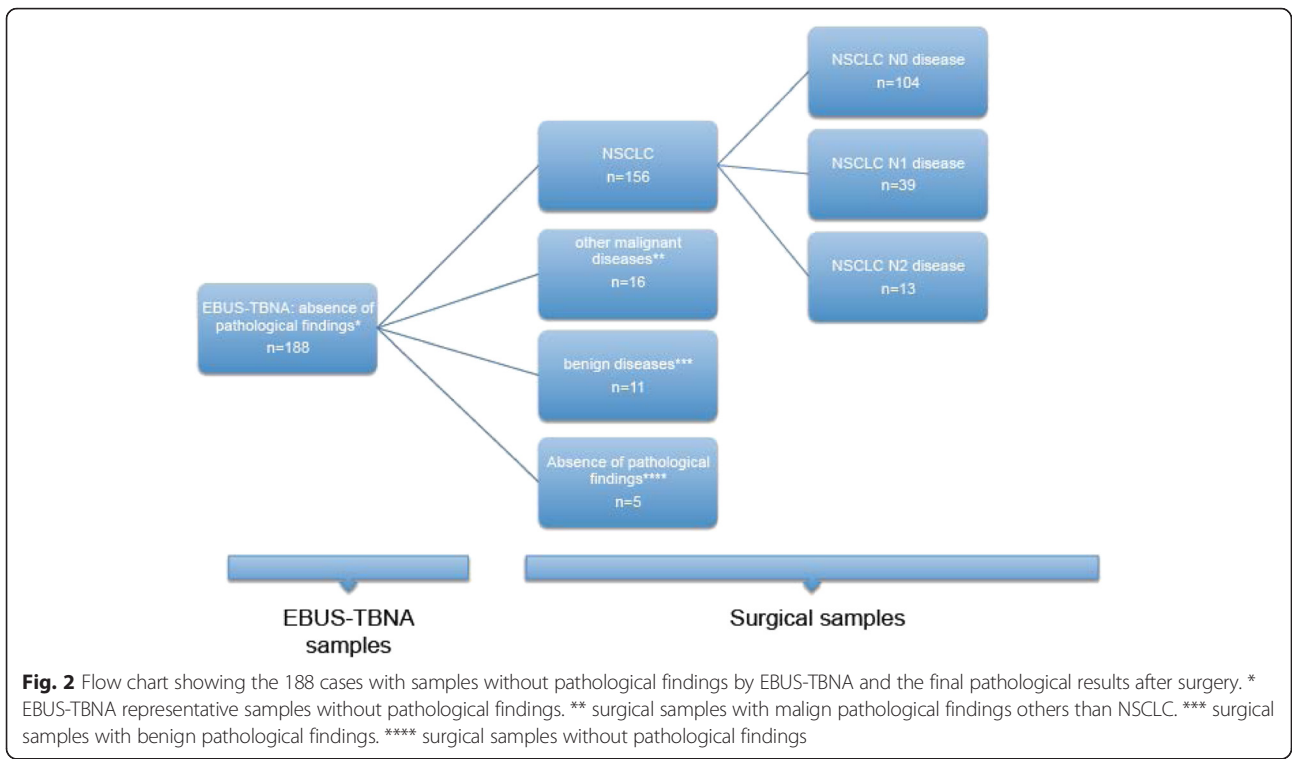 NSCLC N0 disease
n=104
NSCLC
n=156
NSCLC N1 disease
n=39
other malignant
diseases**
n=16
NSCLC N2 disease
n=13
EBUS-TBNA: absence of
pathological findings*
n=188
benign diseases***
n=11
Absence of pathological
findings****
n=5
EBUS-TBNA
samples
Surgical samples
Fig. 2 Flow chart showing the 188 cases with samples without pathological findings by EBUS-TBNA and the final pathological results after surgery. *
EBUS-TBNA representative samples without pathological findings. ** surgical samples with malign pathological findings others than NSCLC. *** surgical
samples with benign pathological findings. **** surgical samples without pathological findings